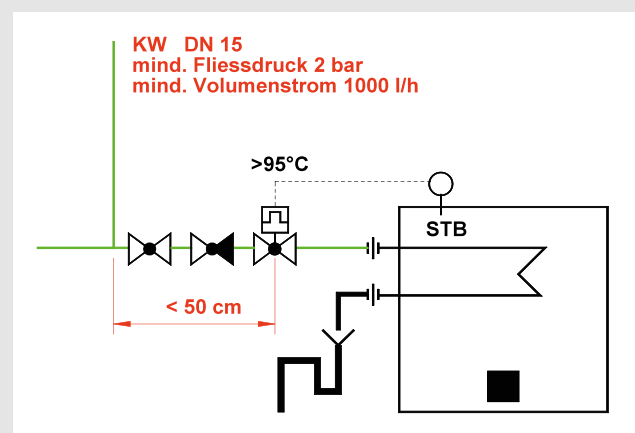 KW DN 15
mind. Fliessdruck 2 bar
mind. Volumenstrom 1000 l/h
>95°C
STB
< 50 cm